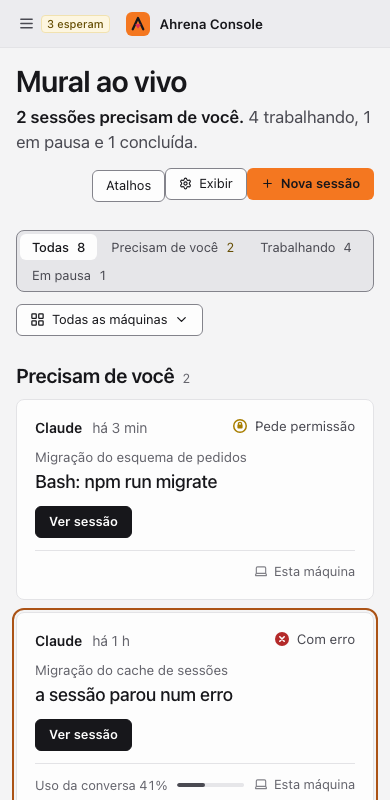 3 esperam
Ahrena Console
Mural ao vivo
2 sessões precisam de você. 4 trabalhando, 1
em pausa e 1 concluída.
Atalhos
Exibir
+ Nova sessão
Todas 8
Precisam de você 2
Trabalhando 4
Em pausa 1
Todas as máquinas
Precisam de você 2
Claude há 3 min
Pede permissão
Migração do esquema de pedidos
Bash: npm run migrate
Ver sessão
Esta máquina
Claude há 1 h
Com erro
Migração do cache de sessões
a sessão parou num erro
Ver sessão
Uso da conversa 41%
Esta máquina